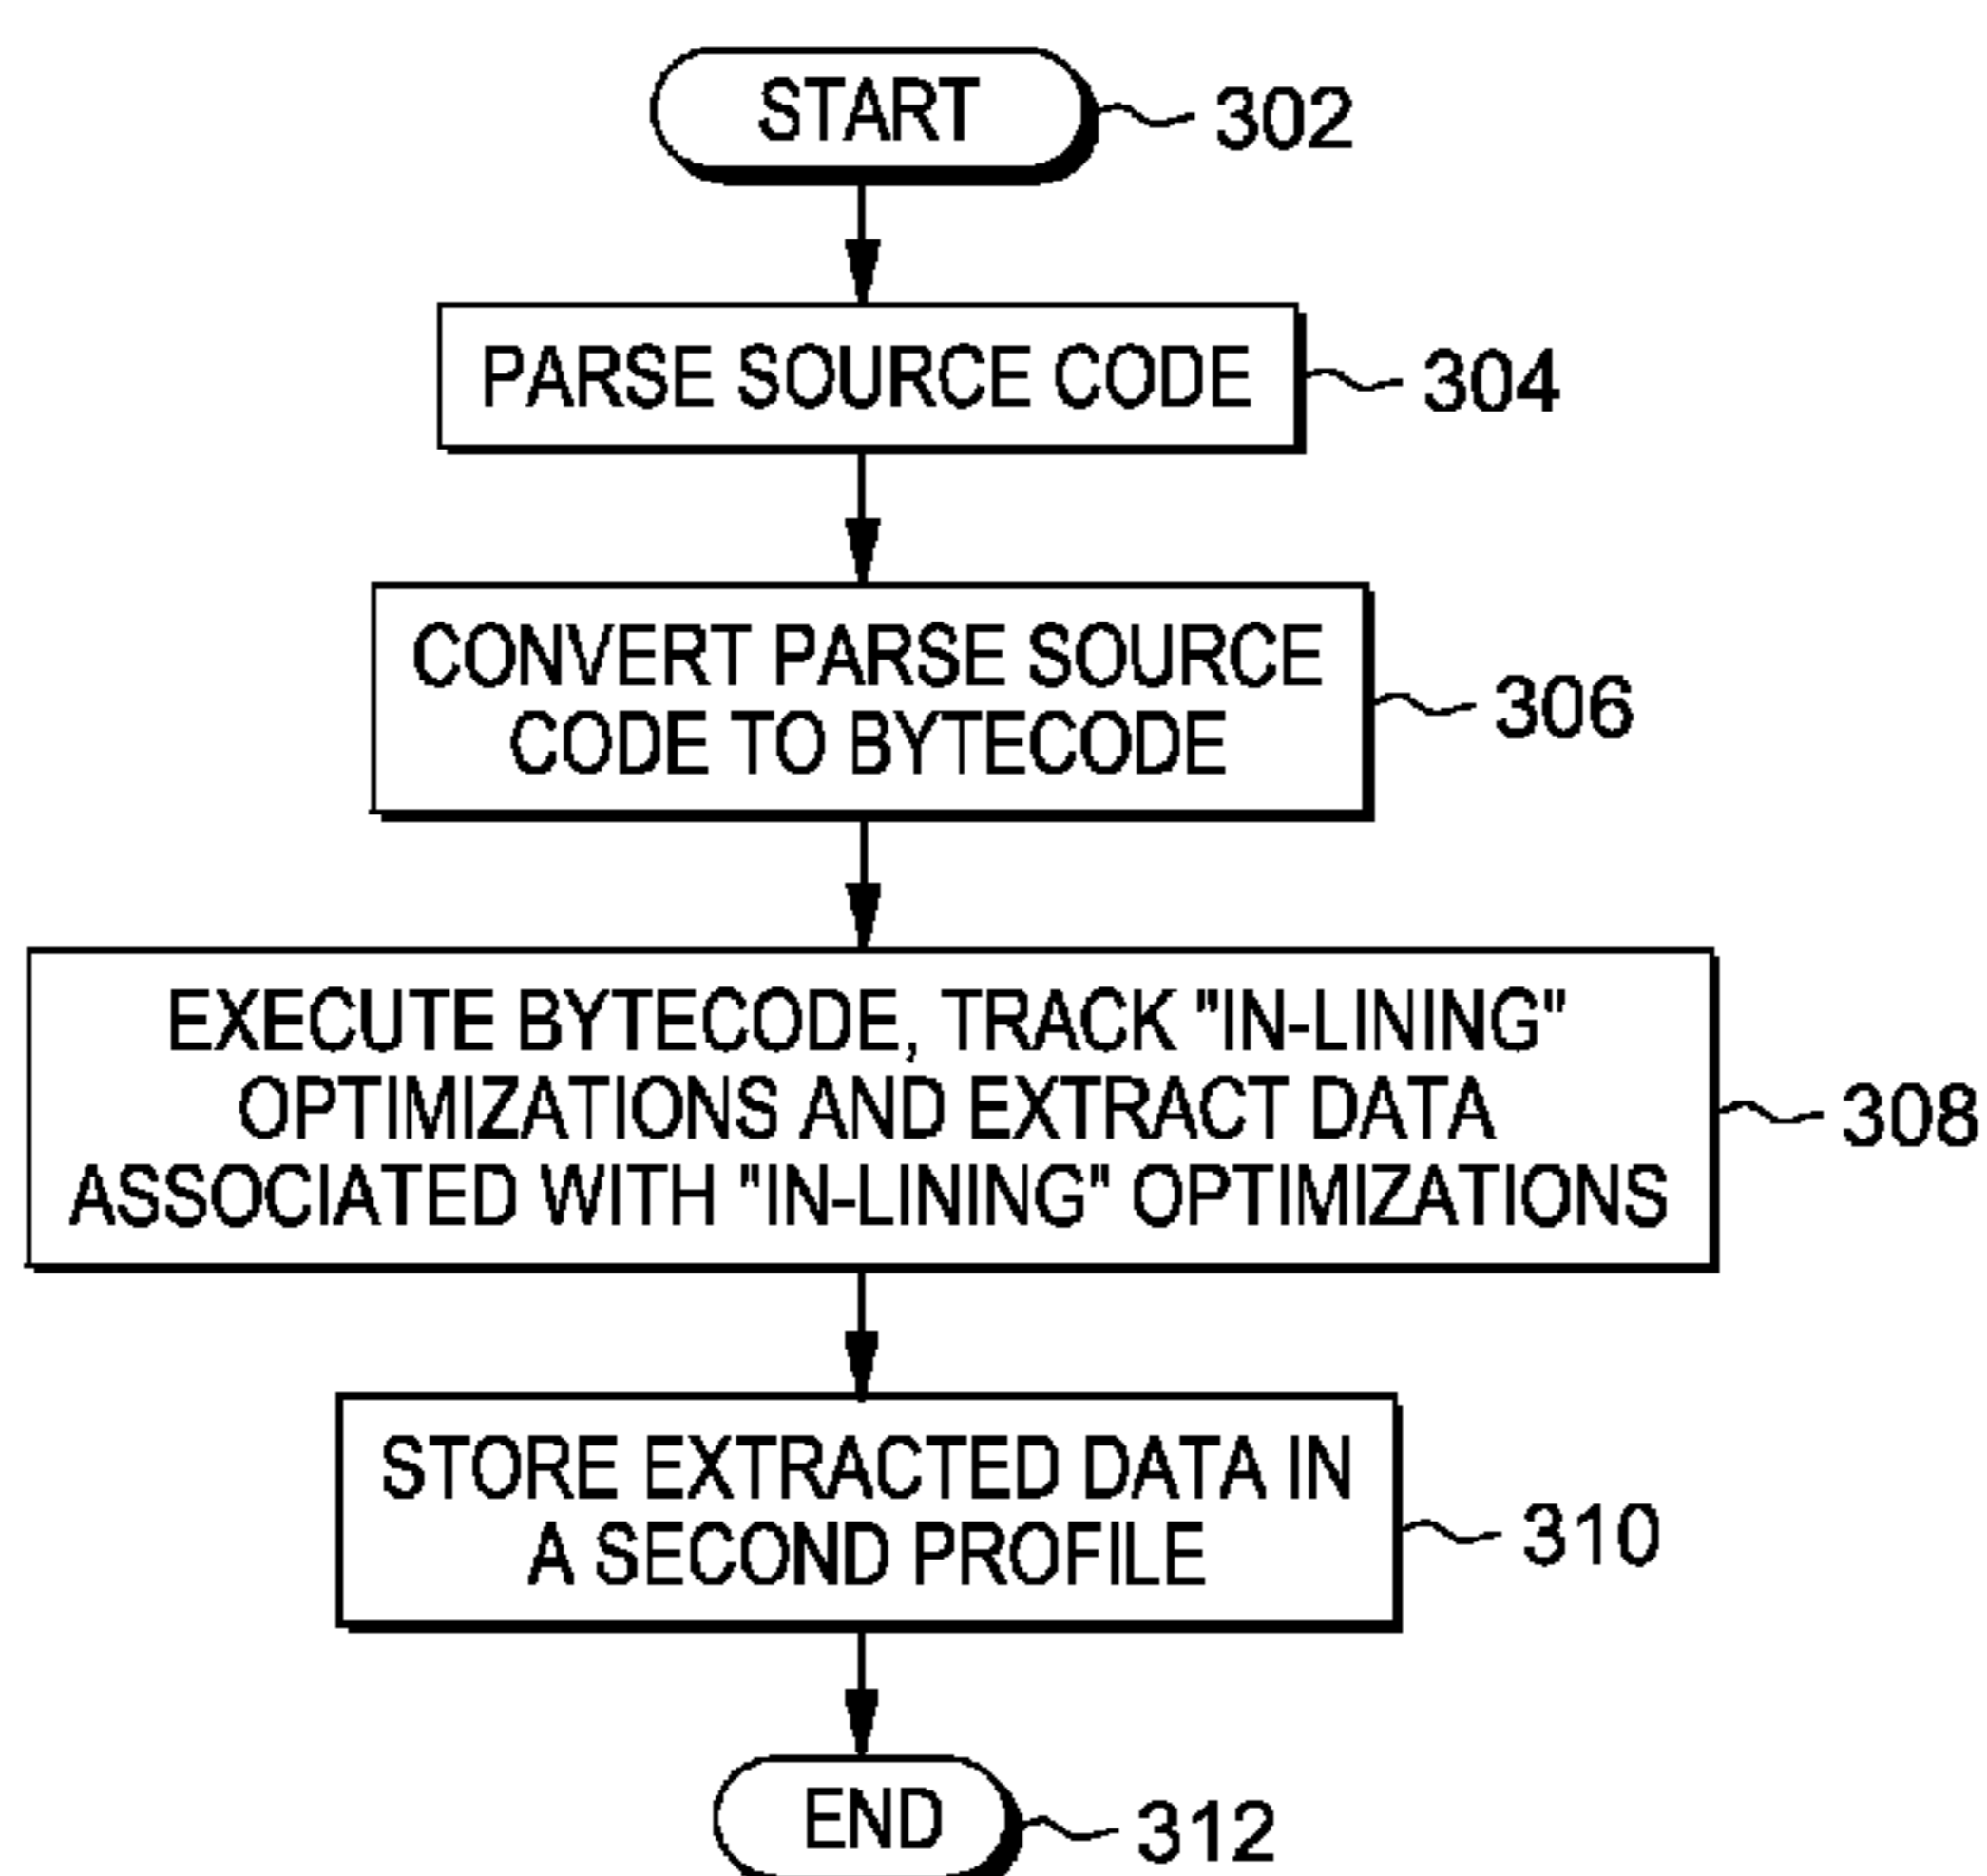 START
302
PARSE SOURCE CODE
304
CONVERT PARSE SOURCE
CODE TO BYTECODE
306
EXECUTE BYTECODE, TRACK "IN-LINING"
OPTIMIZATIONS AND EXTRACT DATA
ASSOCIATED WITH "IN-LINING" OPTIMIZATIONS
308
STORE EXTRACTED DATA IN
A SECOND PROFILE
310
END
312